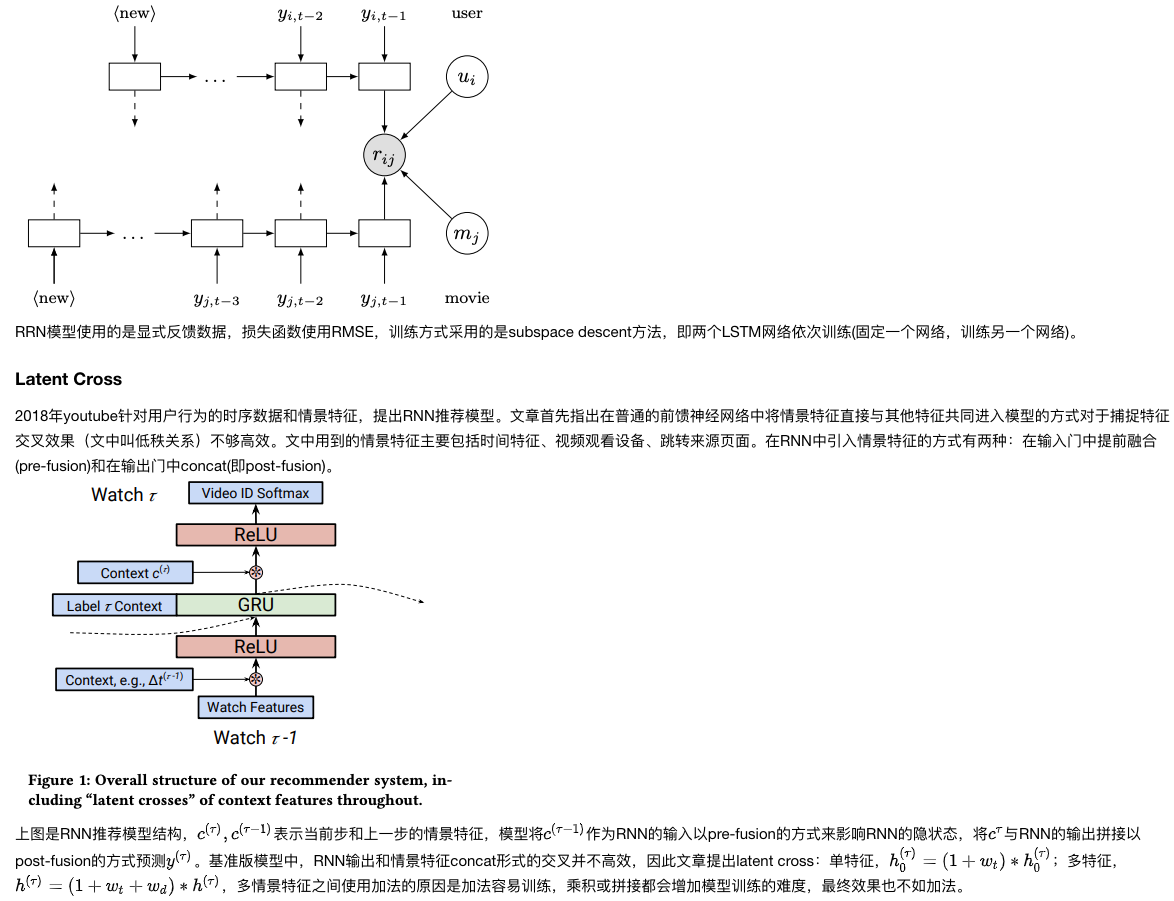 ⟨new⟩ y_{i,t−2} y_{i,t−1} user
... u_i
r_{ij}
... m_j
⟨new⟩ y_{j,t−3} y_{j,t−2} y_{j,t−1} movie
RRN模型使用的是显式反馈数据，损失函数使用RMSE，训练方式采用的是subspace descent方法，即两个LSTM网络依次训练(固定一个网络，训练另一个网络)。
Latent Cross
2018年youtube针对用户行为的时序数据和情景特征，提出RNN推荐模型。文章首先指出在普通的前馈神经网络中将情景特征直接与其他特征共同进入模型的方式对于捕捉特征
交叉效果（文中叫低秩关系）不够高效。文中用到的情景特征主要包括时间特征、视频观看设备、跳转来源页面。在RNN中引入情景特征的方式有两种：在输入门中提前融合
(pre-fusion)和在输出门中concat(即post-fusion)。
Watch τ Video ID Softmax
ReLU
Context c^{(τ)}
Label τ Context GRU
ReLU
Context, e.g., Δt^{(τ-1)}
Watch Features
Watch τ -1
Figure 1: Overall structure of our recommender system, in-
cluding “latent crosses” of context features throughout.
上图是RNN推荐模型结构，c^{(τ)}, c^{(τ−1)}表示当前步和上一步的情景特征，模型将c^{(τ−1)}作为RNN的输入以pre-fusion的方式来影响RNN的隐状态，将c^τ与RNN的输出拼接以
post-fusion的方式预测y^{(τ)}。基准版模型中，RNN输出和情景特征concat形式的交叉并不高效，因此文章提出latent cross：单特征，h_0^{(τ)} = (1 + w_t) * h_0^{(τ)}；多特征，
h^{(τ)} = (1 + w_t + w_d) * h^{(τ)}，多情景特征之间使用加法的原因是加法容易训练，乘积或拼接都会增加模型训练的难度，最终效果也不如加法。